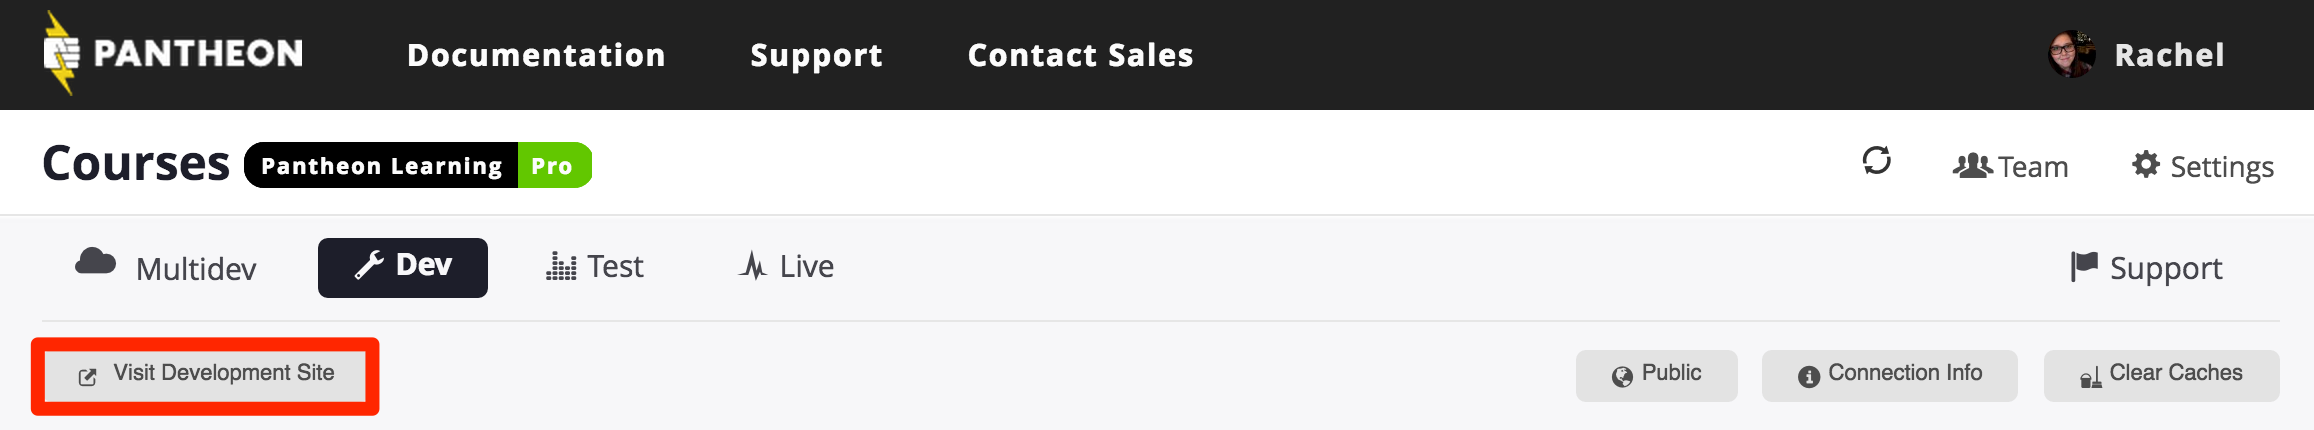 PANTHEON Documentation Support Contact Sales Rachel
Courses Pantheon Learning Pro Team Settings
Multidev Dev Test Live Support
Visit Development Site Public Connection Info Clear Caches